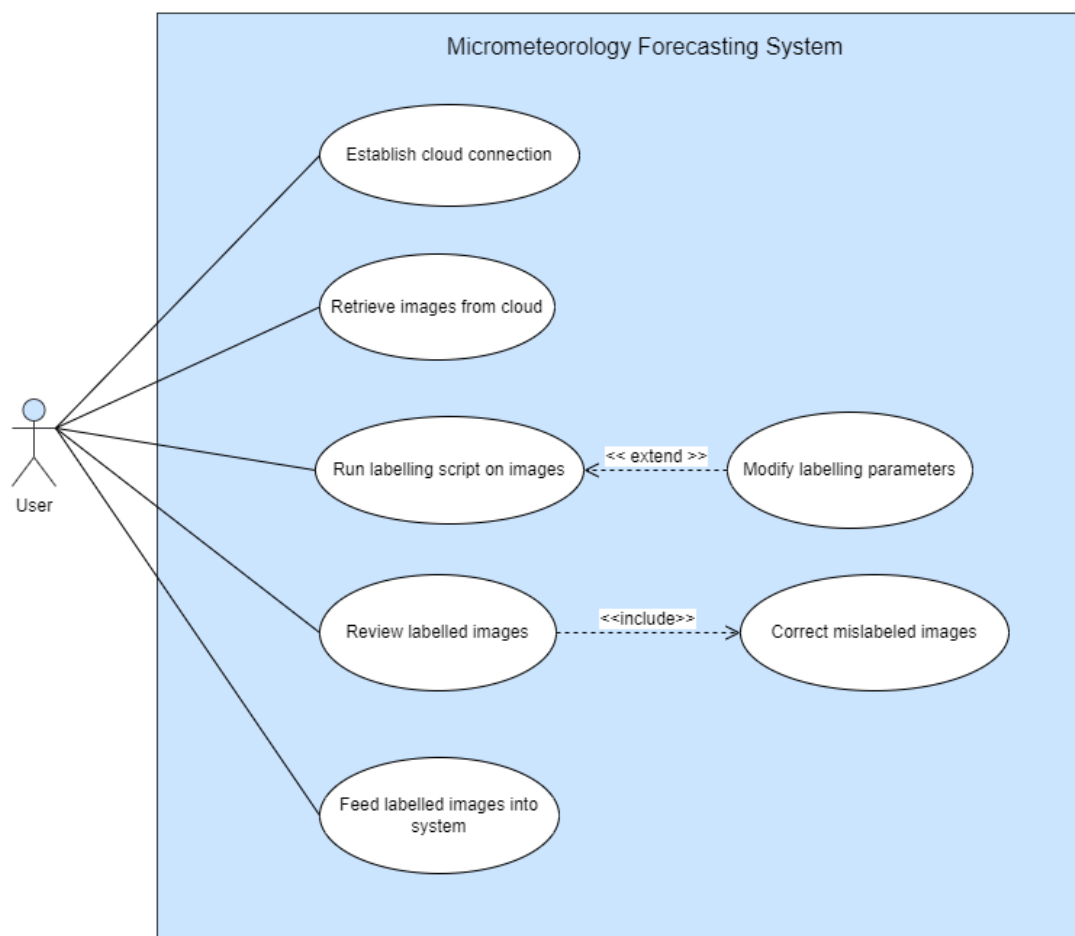 Micrometeorology Forecasting System
Establish cloud connection
Retrieve images from cloud
Run labelling script on images
<< extend >>
Modify labelling parameters
User
Review labelled images
<<include>>
Correct mislabeled images
Feed labelled images into
system